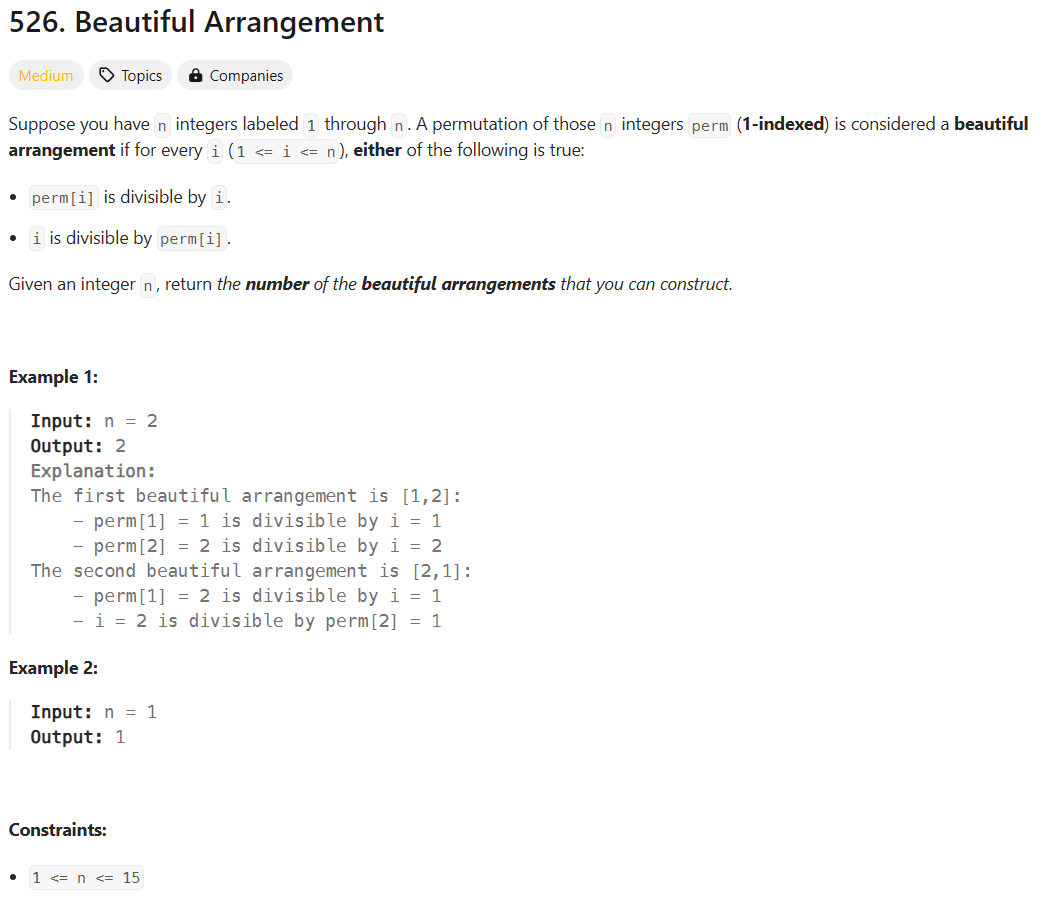 526. Beautiful Arrangement
Medium Topics Companies
Suppose you have n integers labeled 1 through n. A permutation of those n integers perm (1-indexed) is considered a beautiful
arrangement if for every i (1 <= i <= n), either of the following is true:
• perm[i] is divisible by i.
• i is divisible by perm[i].
Given an integer n, return the number of the beautiful arrangements that you can construct.
Example 1:
Input: n = 2
Output: 2
Explanation:
The first beautiful arrangement is [1,2]:
    - perm[1] = 1 is divisible by i = 1
    - perm[2] = 2 is divisible by i = 2
The second beautiful arrangement is [2,1]:
    - perm[1] = 2 is divisible by i = 1
    - i = 2 is divisible by perm[2] = 1
Example 2:
Input: n = 1
Output: 1
Constraints:
• 1 <= n <= 15